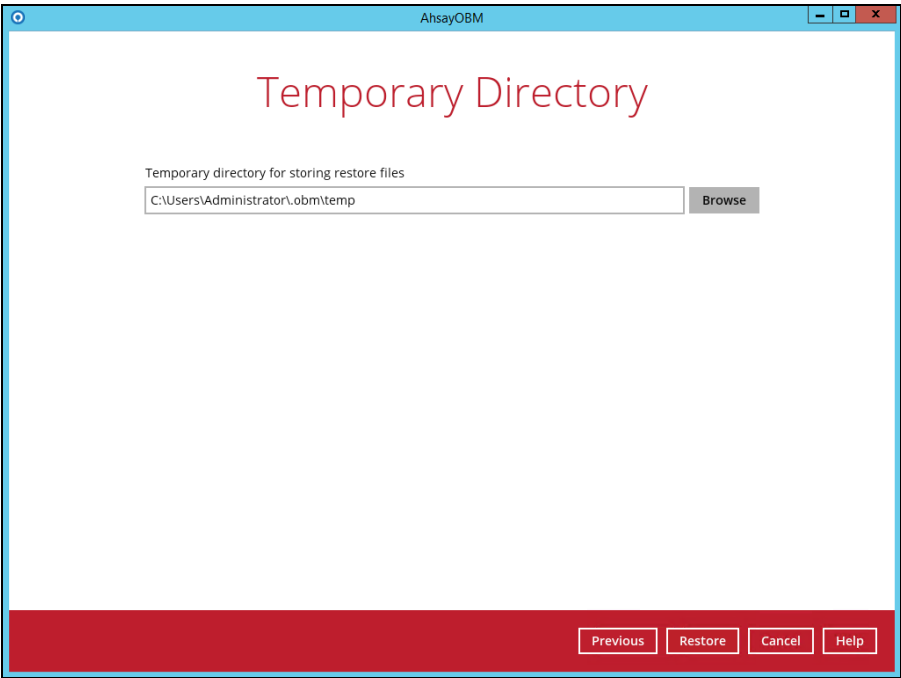 AhsayOBM
Temporary Directory
Temporary directory for storing restore files
C:\Users\Administrator\.obm\temp
Browse
Previous Restore Cancel Help